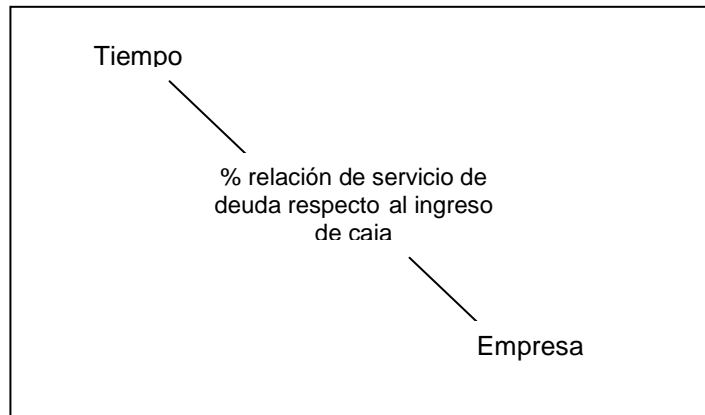 Tiempo
% relación de servicio de
deuda respecto al ingreso
de caja
Empresa